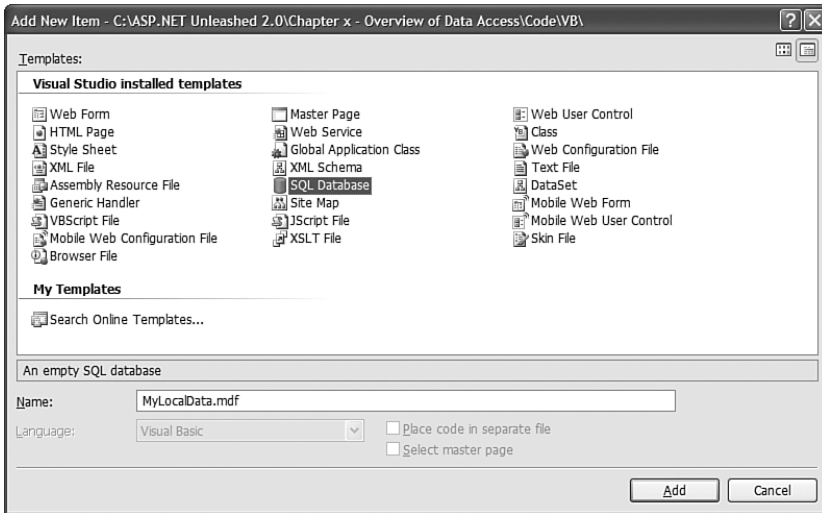 Add New Item - C:\ASP.NET Unleashed 2.0\Chapter x - Overview of Data Access\Code\VB\
Templates:
Visual Studio installed templates
Web Form
Master Page
Web User Control
HTML Page
Web Service
Class
Style Sheet
Global Application Class
Web Configuration File
XML File
XML Schema
Text File
Assembly Resource File
SQL Database
DataSet
Generic Handler
Site Map
Mobile Web Form
VBScript File
JScript File
Mobile Web User Control
Mobile Web Configuration File
XSLT File
Skin File
Browser File
My Templates
Search Online Templates...
An empty SQL database
Name:
MyLocalData.mdf
Language:
Visual Basic
Place code in separate file
Select master page
Add
Cancel